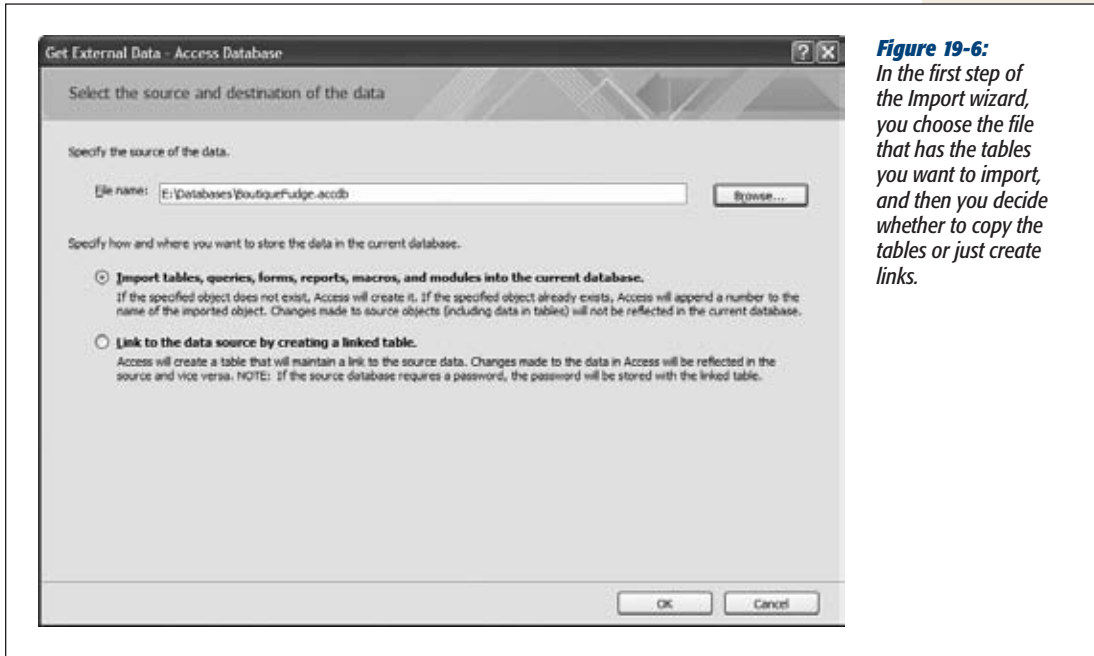 Get External Data - Access Database
Select the source and destination of the data
Specify the source of the data.
File name: E:\Databases\BoutiqueFudge.accdb
Browse...
Specify how and where you want to store the data in the current database.
Import tables, queries, forms, reports, macros, and modules into the current database.
If the specified object does not exist, Access will create it. If the specified object already exists, Access will append a number to the
name of the imported object. Changes made to source objects (including data in tables) will not be reflected in the current database.
Link to the data source by creating a linked table.
Access will create a table that will maintain a link to the source data. Changes made to the data in Access will be reflected in the
source and vice versa. NOTE: If the source database requires a password, the password will be stored with the linked table.
OK
Cancel
Figure 19-6:
In the first step of
the Import wizard,
you choose the file
that has the tables
you want to import,
and then you decide
whether to copy the
tables or just create
links.